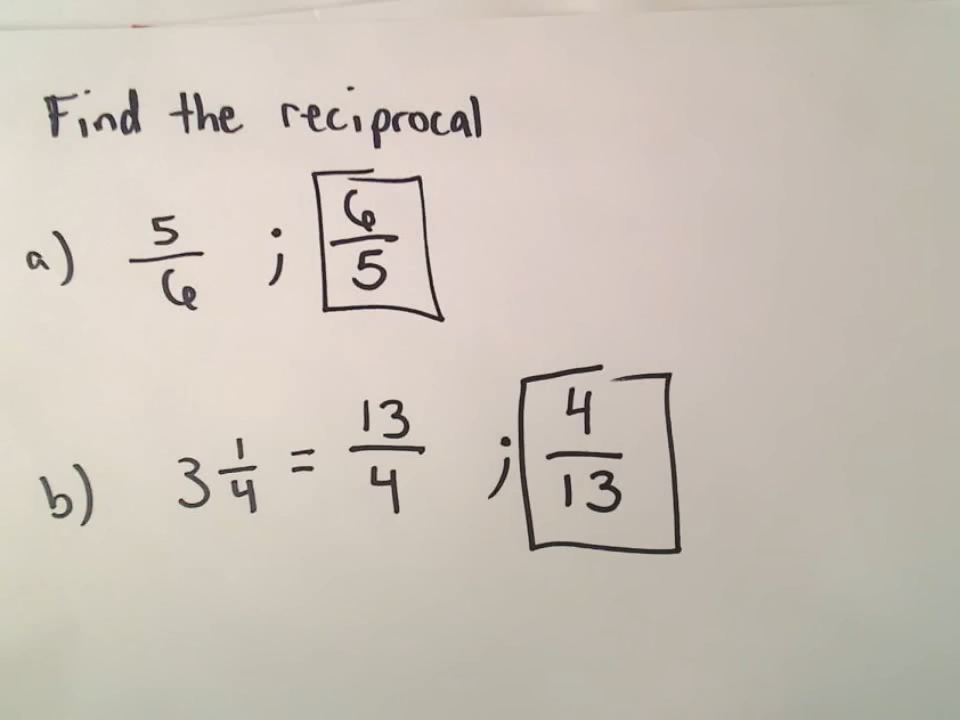 Find the reciprocal
a) 5/6 ; 6/5
b) 3 1/4 = 13/4 ; 4/13